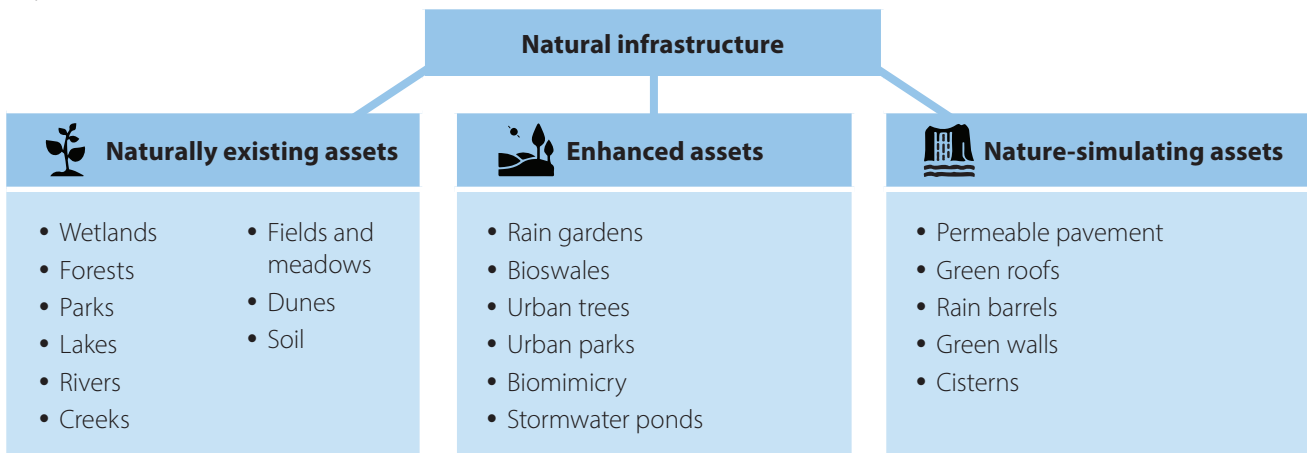 Natural infrastructure
Naturally existing assets
• Wetlands
• Forests
• Parks
• Lakes
• Rivers
• Creeks
• Fields and
meadows
• Dunes
• Soil
Enhanced assets
• Rain gardens
• Bioswales
• Urban trees
• Urban parks
• Biomimicry
• Stormwater ponds
Nature-simulating assets
• Permeable pavement
• Green roofs
• Rain barrels
• Green walls
• Cisterns